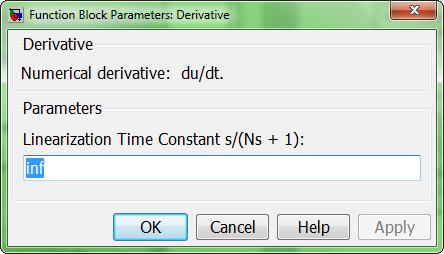 Function Block Parameters: Derivative
Derivative
Numerical derivative: du/dt.
Parameters
Linearization Time Constant s/(Ns + 1):
inf
OK Cancel Help Apply